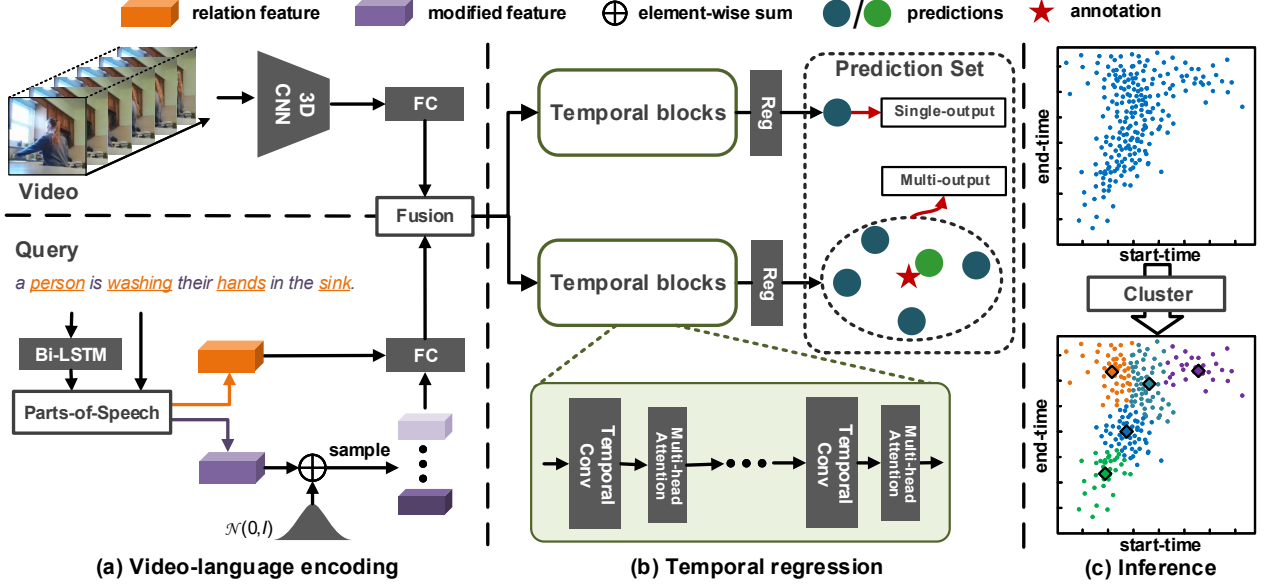 relation feature
modified feature
element-wise sum
/
predictions
annotation
3D
CNN
FC
Video
Fusion
Query
a person is washing their hands in the sink.
Bi-LSTM
Parts-of-Speech
FC
sample
𝒩(0,I)
(a) Video-language encoding
Temporal blocks
Reg
Prediction Set
Single-output
Multi-output
Temporal blocks
Reg
Temporal
Conv
Multi-head
Attention
Temporal
Conv
Multi-head
Attention
(b) Temporal regression
end-time
start-time
Cluster
end-time
start-time
(c) Inference